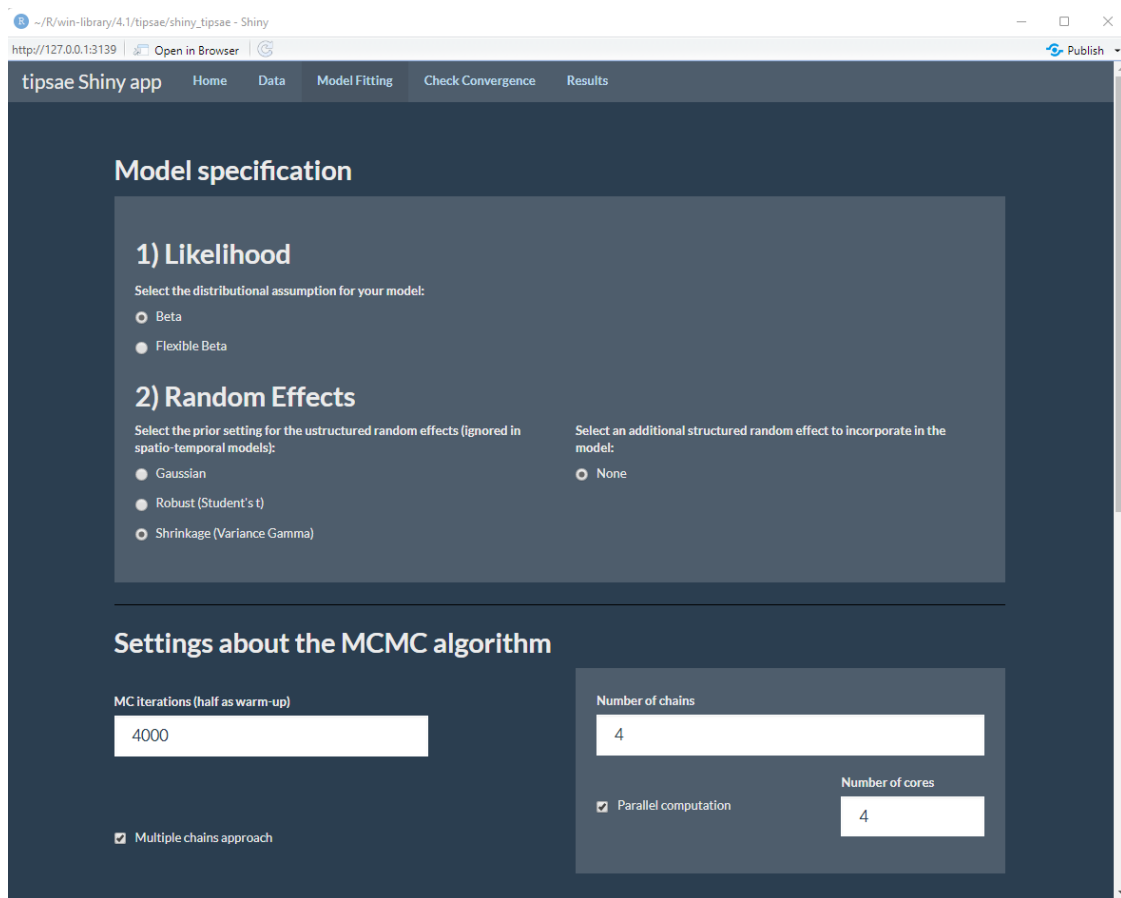 ~/R/win-library/4.1/tipsae/shiny_tipsae - Shiny
http://127.0.0.1:3139 Open in Browser Publish
tipsae Shiny app Home Data Model Fitting Check Convergence Results
Model specification
1) Likelihood
Select the distributional assumption for your model:
Beta
Flexible Beta
2) Random Effects
Select the prior setting for the ustructured random effects (ignored in
spatio-temporal models):
Gaussian
Robust (Student's t)
Shrinkage (Variance Gamma)
Select an additional structured random effect to incorporate in the
model:
None
Settings about the MCMC algorithm
MC iterations (half as warm-up)
4000
Multiple chains approach
Number of chains
4
Parallel computation
Number of cores
4